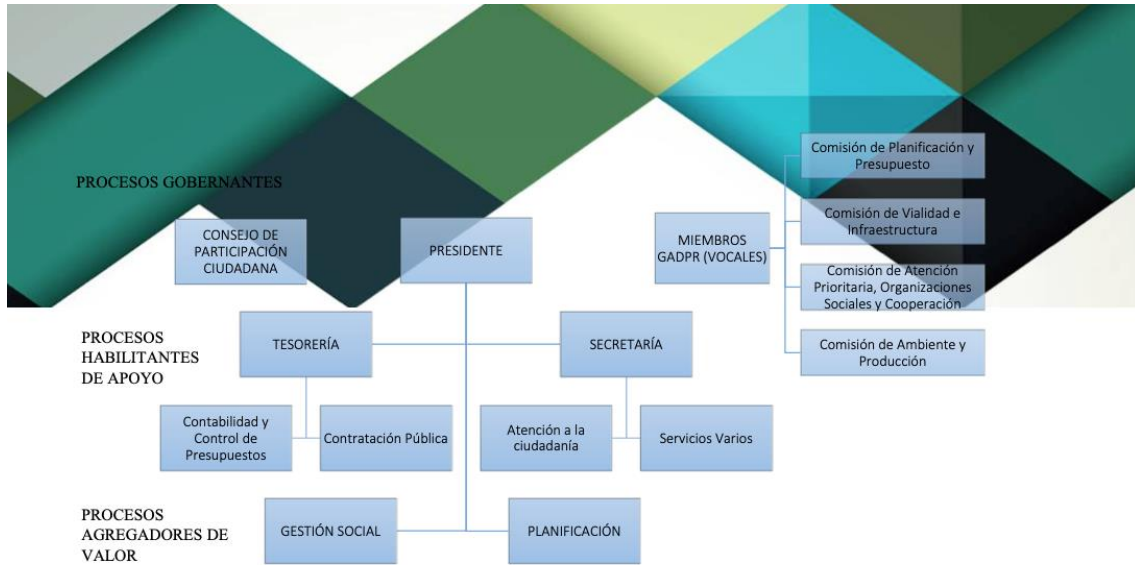 PROCESOS GOBERNANTES
CONSEJO DE
PARTICIPACIÓN
CIUDADANA
PRESIDENTE
MIEMBROS
GADPR (VOCALES)
Comisión de Planificación y
Presupuesto
Comisión de Vialidad e
Infraestructura
Comisión de Atención
Prioritaria, Organizaciones
Sociales y Cooperación
Comisión de Ambiente y
Producción
PROCESOS
HABILITANTES
DE APOYO
TESORERÍA
SECRETARÍA
Contabilidad y
Control de
Presupuestos
Contratación Pública
Atención a la
ciudadanía
Servicios Varios
PROCESOS
AGREGADORES DE
VALOR
GESTIÓN SOCIAL
PLANIFICACIÓN